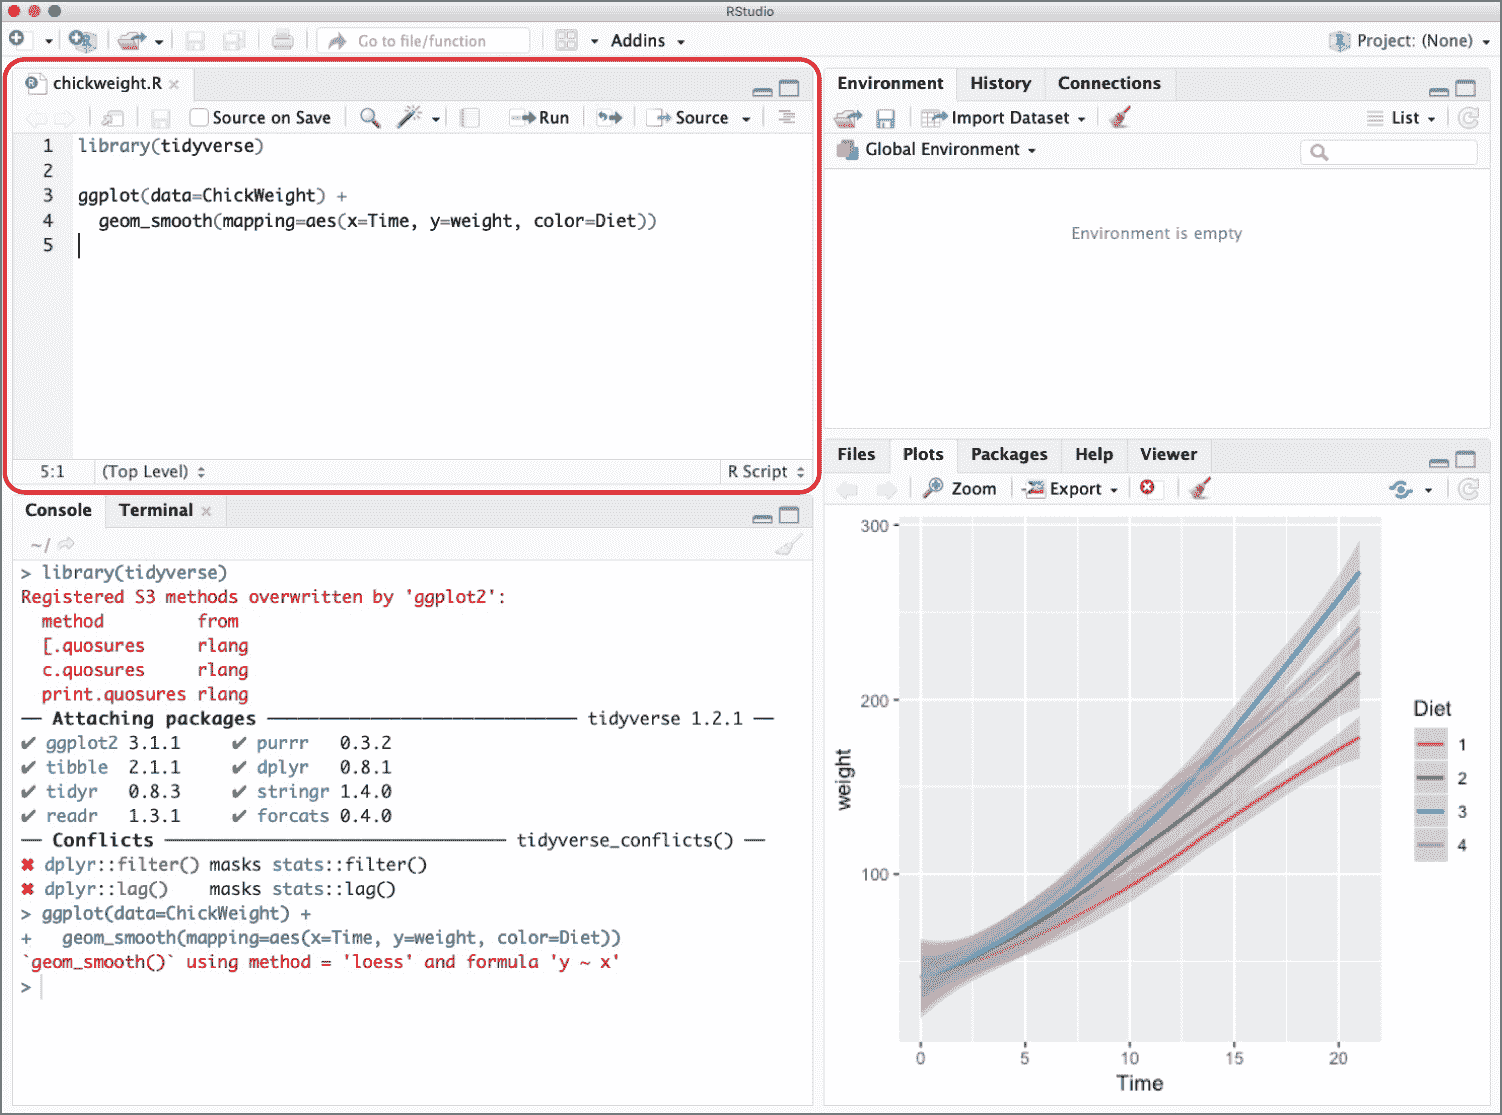 RStudio
Go to file/function
Addins
Project: (None)
chickweight.R
Source on Save
Run
Source
1 library(tidyverse)
2
3 ggplot(data=ChickWeight) +
4   geom_smooth(mapping=aes(x=Time, y=weight, color=Diet))
5
5:1 (Top Level) R Script
Console Terminal
~/
> library(tidyverse)
Registered S3 methods overwritten by 'ggplot2':
  method         from
  [.quosures     rlang
  c.quosures     rlang
  print.quosures rlang
── Attaching packages ────────────────────────────── tidyverse 1.2.1 ──
✔ ggplot2 3.1.1     ✔ purrr   0.3.2
✔ tibble  2.1.1     ✔ dplyr   0.8.1
✔ tidyr   0.8.3     ✔ stringr 1.4.0
✔ readr   1.3.1     ✔ forcats 0.4.0
── Conflicts ───────────────────────────────── tidyverse_conflicts() ──
✖ dplyr::filter() masks stats::filter()
✖ dplyr::lag()    masks stats::lag()
> ggplot(data=ChickWeight) +
+   geom_smooth(mapping=aes(x=Time, y=weight, color=Diet))
`geom_smooth()` using method = 'loess' and formula 'y ~ x'
>
Environment History Connections
Import Dataset
List
Global Environment
Environment is empty
Files Plots Packages Help Viewer
Zoom Export
300
200
100
weight
0 5 10 15 20
Time
Diet
1
2
3
4